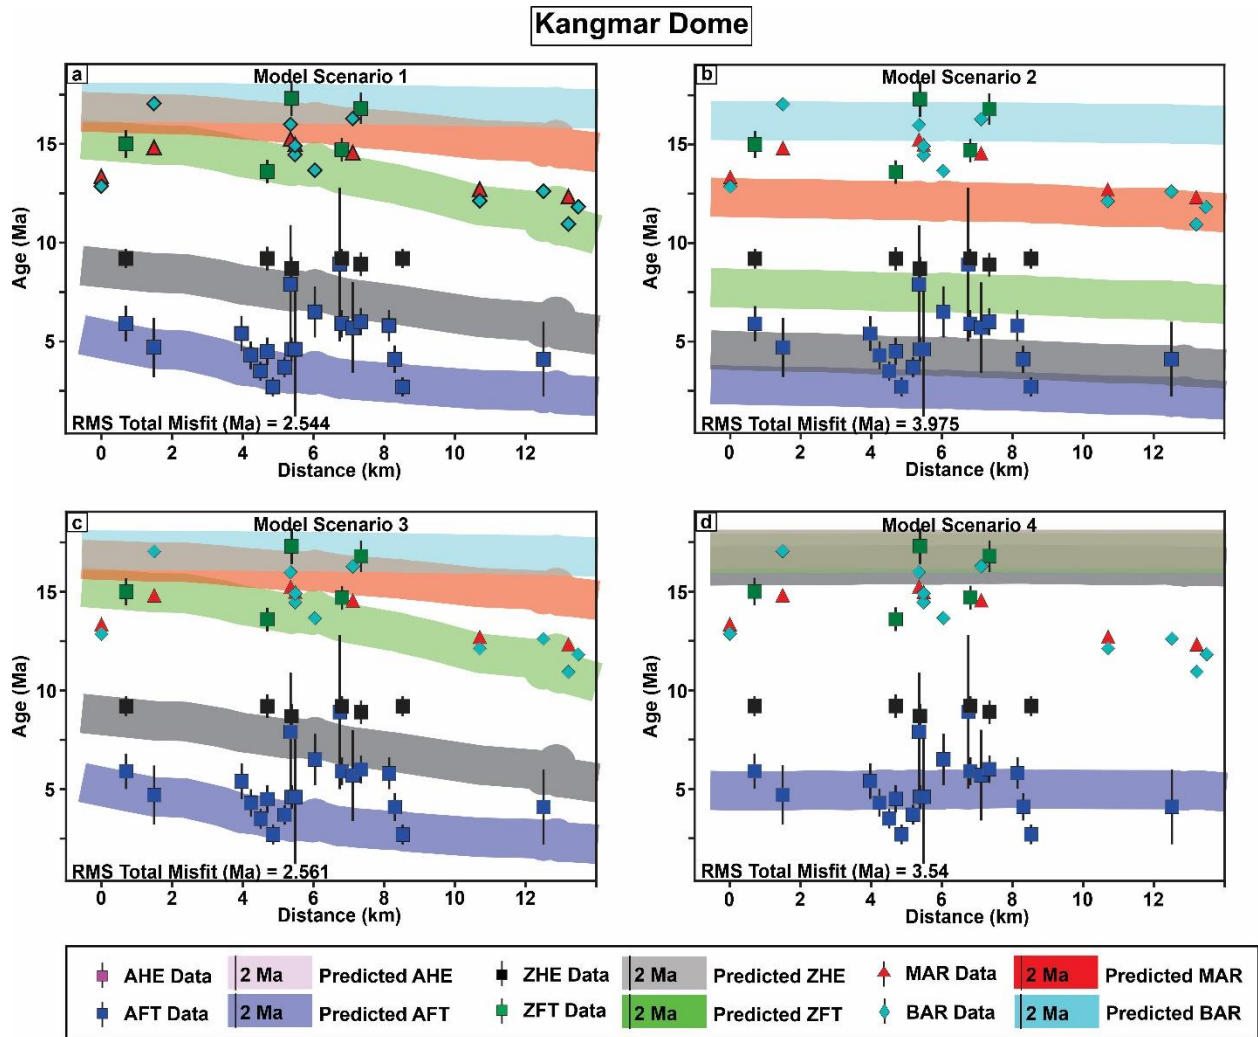 Kangmar Dome
a
Model Scenario 1
15
10
5
Age (Ma)
RMS Total Misfit (Ma) = 2.544
0 2 4 6 8 10 12
Distance (km)
b
Model Scenario 2
15
10
5
Age (Ma)
RMS Total Misfit (Ma) = 3.975
0 2 4 6 8 10 12
Distance (km)
c
Model Scenario 3
15
10
5
Age (Ma)
RMS Total Misfit (Ma) = 2.561
0 2 4 6 8 10 12
Distance (km)
d
Model Scenario 4
15
10
5
Age (Ma)
RMS Total Misfit (Ma) = 3.54
0 2 4 6 8 10 12
Distance (km)
AHE Data 2 Ma Predicted AHE ZHE Data 2 Ma Predicted ZHE MAR Data 2 Ma Predicted MAR
AFT Data 2 Ma Predicted AFT ZFT Data 2 Ma Predicted ZFT BAR Data 2 Ma Predicted BAR